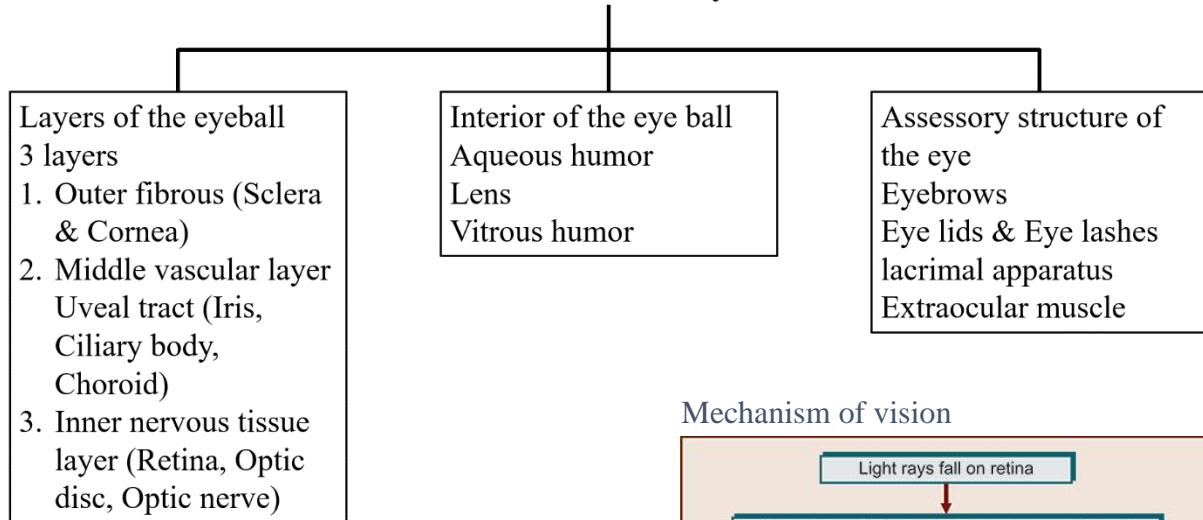 Layers of the eyeball
3 layers
1. Outer fibrous (Sclera
& Cornea)
2. Middle vascular layer
Uveal tract (Iris,
Ciliary body,
Choroid)
3. Inner nervous tissue
layer (Retina, Optic
disc, Optic nerve)
Interior of the eye ball
Aqueous humor
Lens
Vitrous humor
Assessory structure of
the eye
Eyebrows
Eye lids & Eye lashes
lacrimal apparatus
Extraocular muscle
Mechanism of vision
Light rays fall on retina